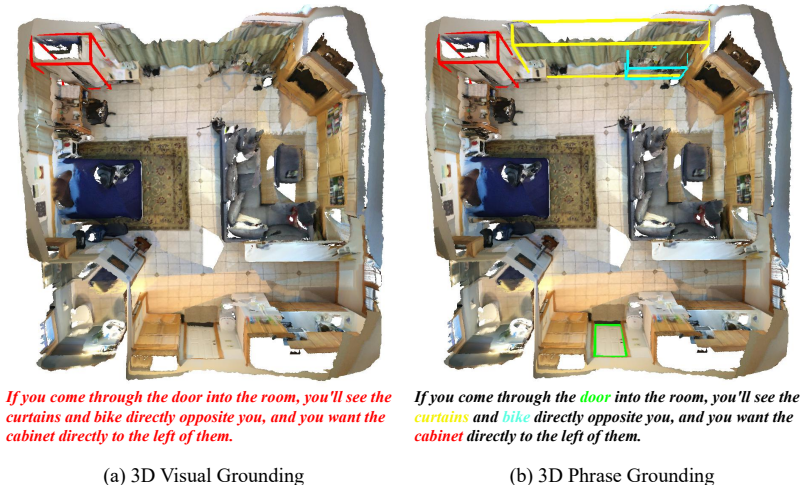 If you come through the door into the room, you'll see the
curtains and bike directly opposite you, and you want the
cabinet directly to the left of them.
(a) 3D Visual Grounding
If you come through the door into the room, you'll see the
curtains and bike directly opposite you, and you want the
cabinet directly to the left of them.
(b) 3D Phrase Grounding